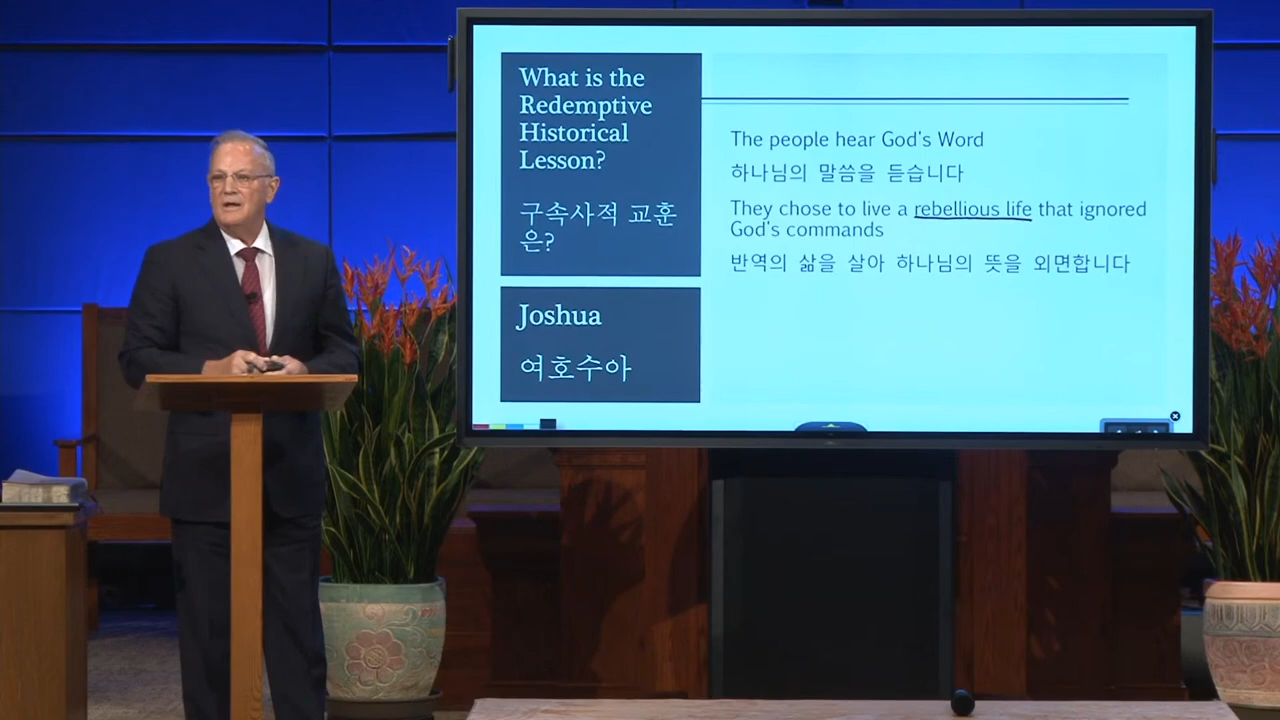 What is the
Redemptive
Historical
Lesson?
구속사적 교훈
은?
Joshua
여호수아
The people hear God's Word
하나님의 말씀을 듣습니다
They chose to live a rebellious life that ignored
God's commands
반역의 삶을 살아 하나님의 뜻을 외면합니다